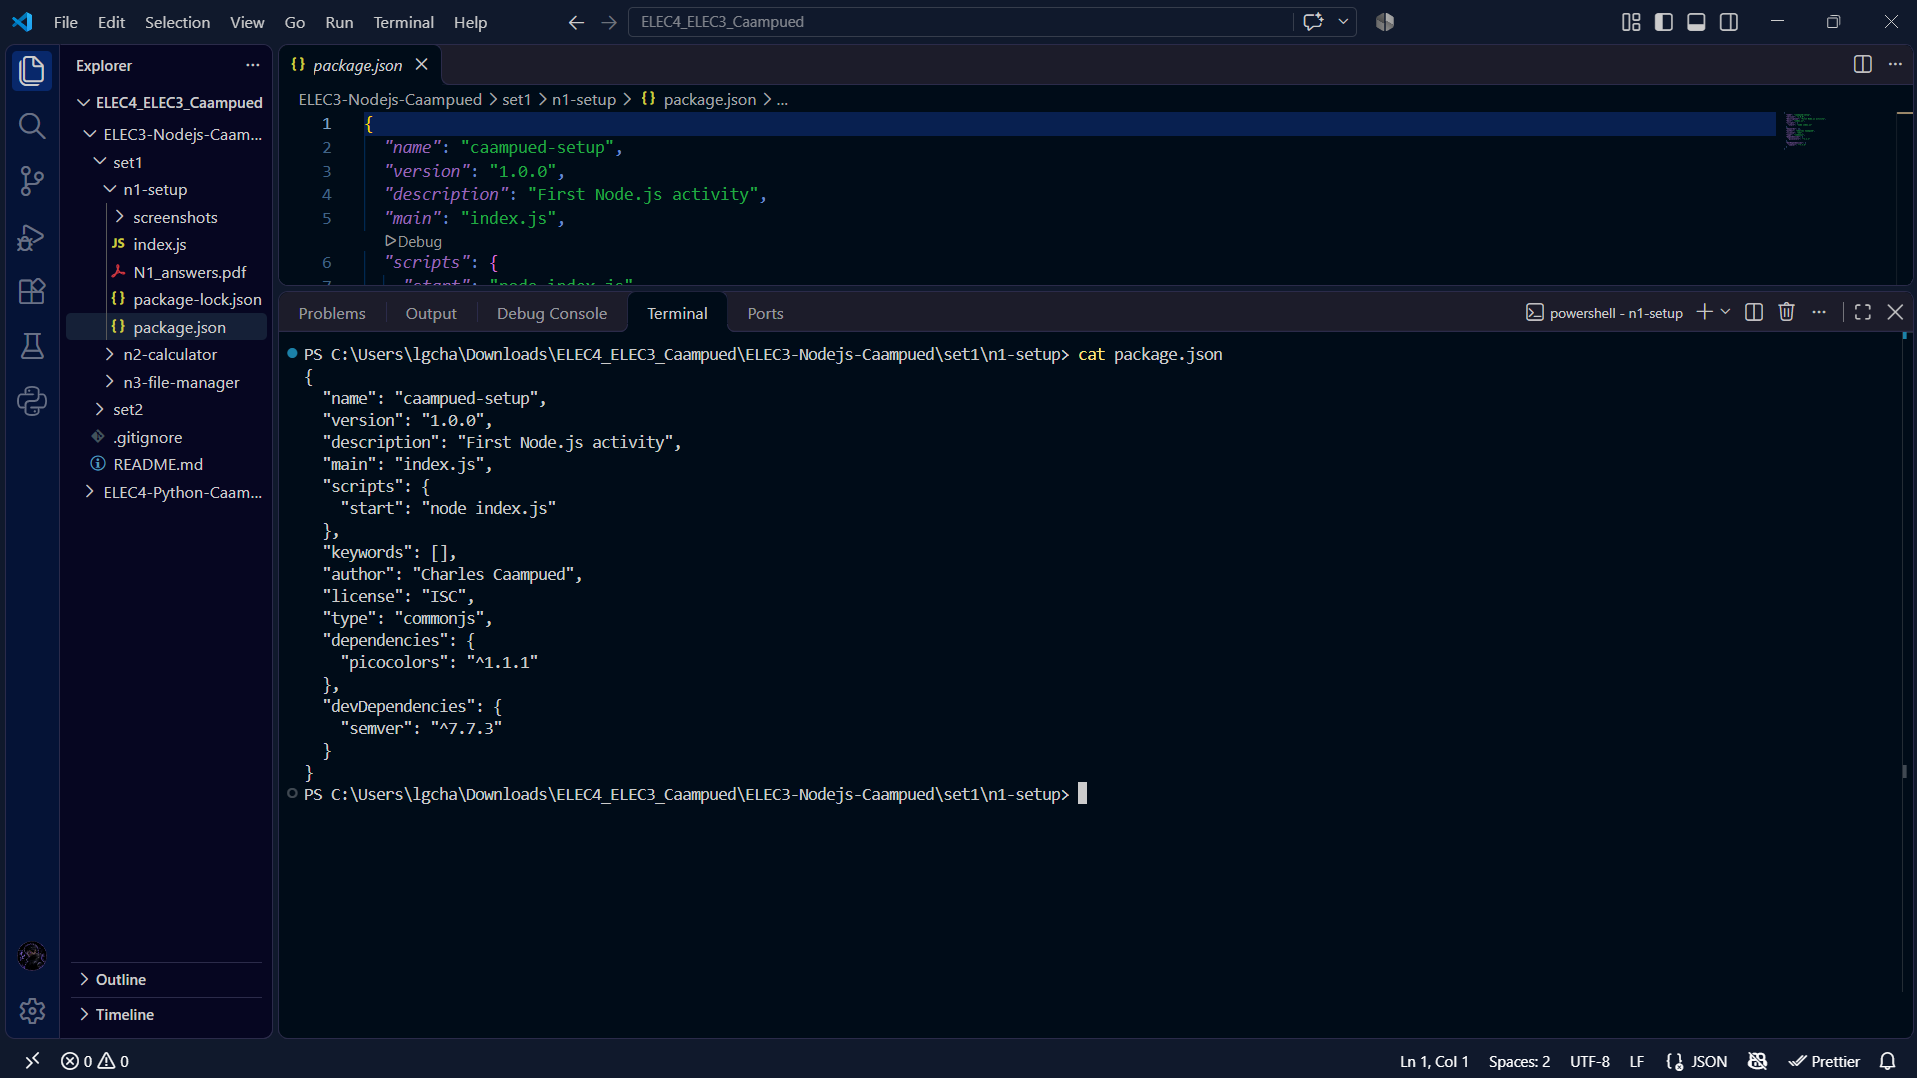 File Edit Selection View Go Run Terminal Help
ELEC4_ELEC3_Caampued
Explorer
ELEC4_ELEC3_Caampued
ELEC3-Nodejs-Caam...
set1
n1-setup
screenshots
JS index.js
N1_answers.pdf
{} package-lock.json
{} package.json
n2-calculator
n3-file-manager
set2
.gitignore
README.md
ELEC4-Python-Caam...
Outline
Timeline
{} package.json
ELEC3-Nodejs-Caampued > set1 > n1-setup > {} package.json > ...
1 {
2 "name": "caampued-setup",
3 "version": "1.0.0",
4 "description": "First Node.js activity",
5 "main": "index.js",
Debug
6 "scripts": {
7 "start": "node index.js"
Problems Output Debug Console Terminal Ports
powershell - n1-setup
PS C:\Users\lgcha\Downloads\ELEC4_ELEC3_Caampued\ELEC3-Nodejs-Caampued\set1\n1-setup> cat package.json
{
"name": "caampued-setup",
"version": "1.0.0",
"description": "First Node.js activity",
"main": "index.js",
"scripts": {
"start": "node index.js"
},
"keywords": [],
"author": "Charles Caampued",
"license": "ISC",
"type": "commonjs",
"dependencies": {
"picocolors": "^1.1.1"
},
"devDependencies": {
"semver": "^7.7.3"
}
}
PS C:\Users\lgcha\Downloads\ELEC4_ELEC3_Caampued\ELEC3-Nodejs-Caampued\set1\n1-setup>
0 0
Ln 1, Col 1 Spaces: 2 UTF-8 LF {} JSON Prettier